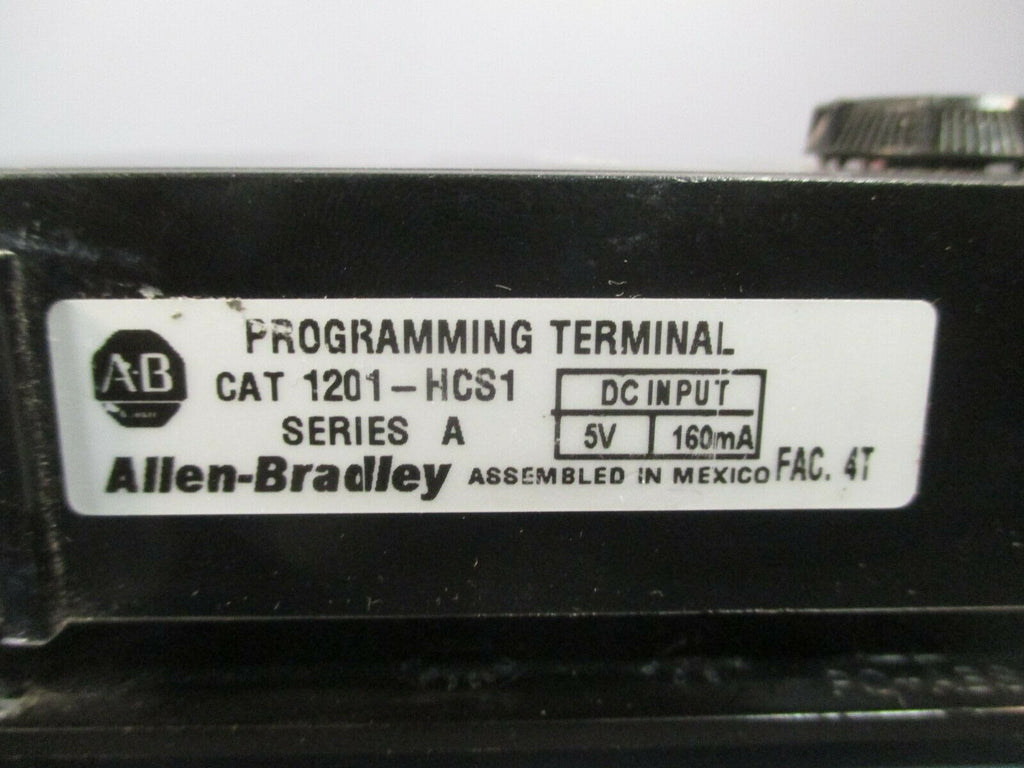 PROGRAMMING TERMINAL
A-B
CAT 1201-HCS1
DC INPUT
SERIES A
5V 160mA
Allen-Bradley ASSEMBLED IN MEXICO FAC. 4T